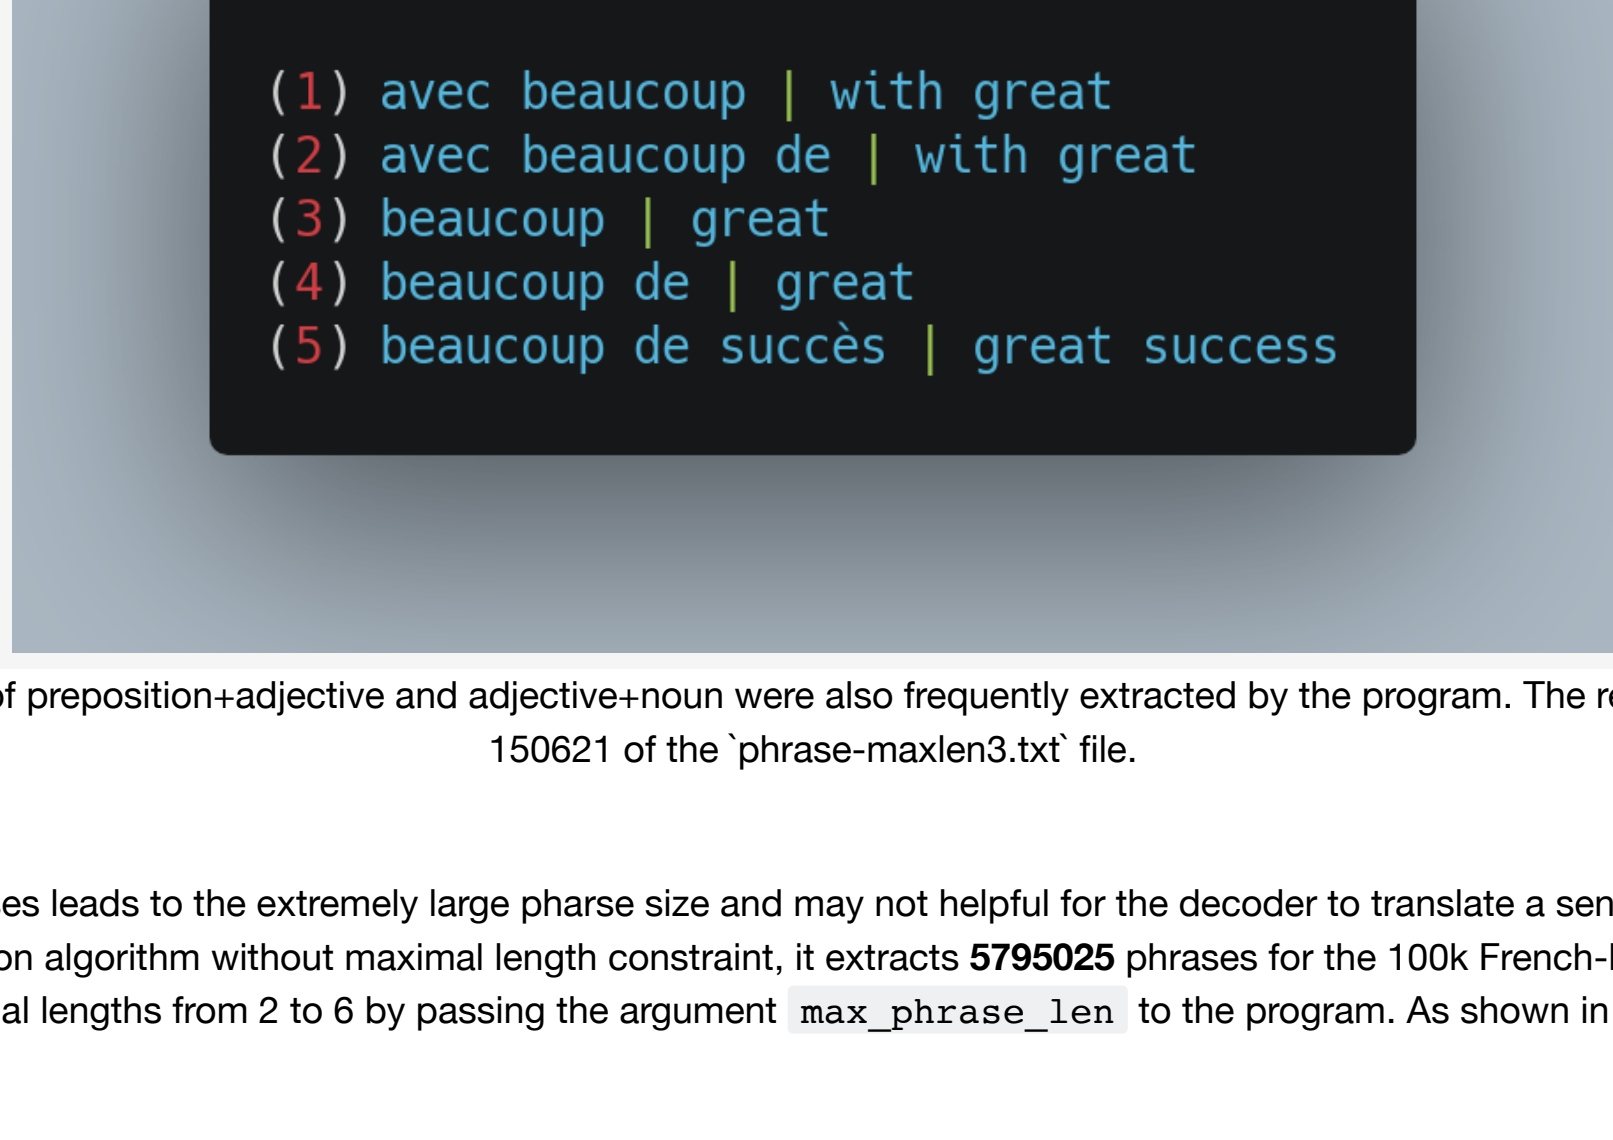 (1) avec beaucoup | with great
(2) avec beaucoup de | with great
(3) beaucoup | great
(4) beaucoup de | great
(5) beaucoup de succès | great success
of preposition+adjective and adjective+noun were also frequently extracted by the program. The
150621 of the `phrase-maxlen3.txt` file.
leads to the extremely large pharse size and may not helpful for the decoder to translate a
algorithm without maximal length constraint, it extracts 5795025 phrases for the 100k French-
lengths from 2 to 6 by passing the argument max_phrase_len to the program. As shown in